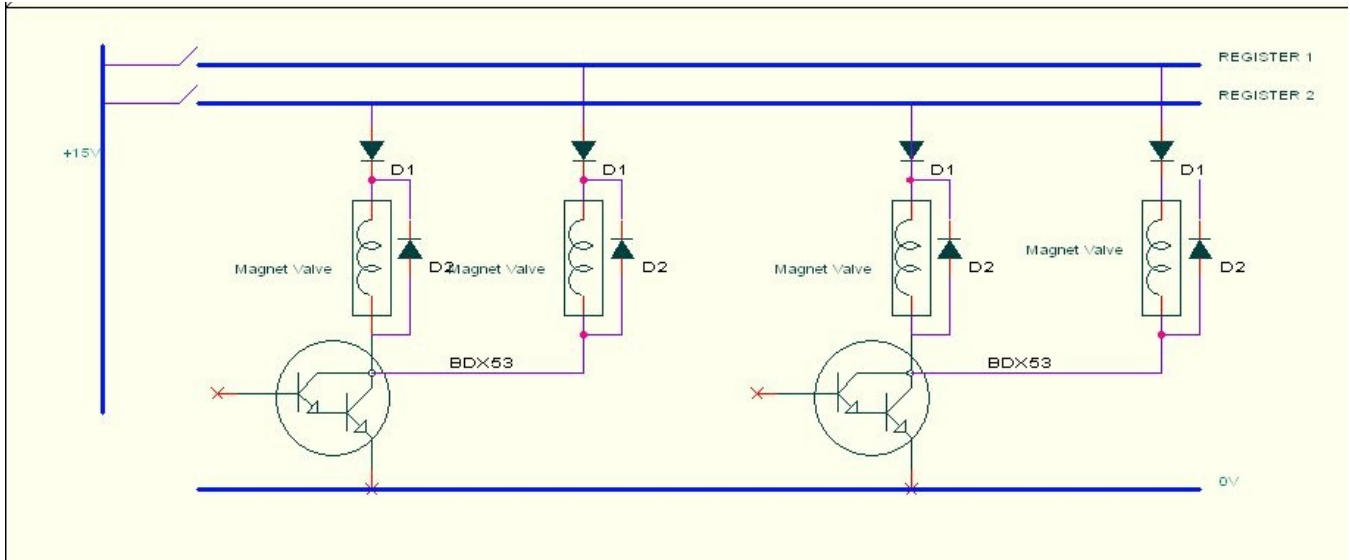 REGISTER 1
REGISTER 2
+15V
D1
D1
D1
D1
Magnet Valve
D2
Magnet Valve
D2
Magnet Valve
D2
Magnet Valve
D2
BDX53
BDX53
0V